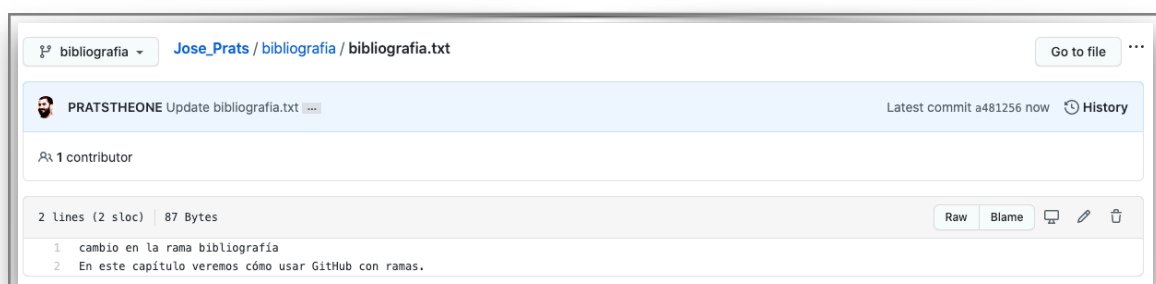 bibliografia
Jose_Prats / bibliografia / bibliografia.txt
Go to file
...
PRATSTHEONE Update bibliografia.txt ...
Latest commit a481256 now
History
1 contributor
2 lines (2 sloc) 87 Bytes
Raw
Blame
1 cambio en la rama bibliografía
2 En este capítulo veremos cómo usar GitHub con ramas.